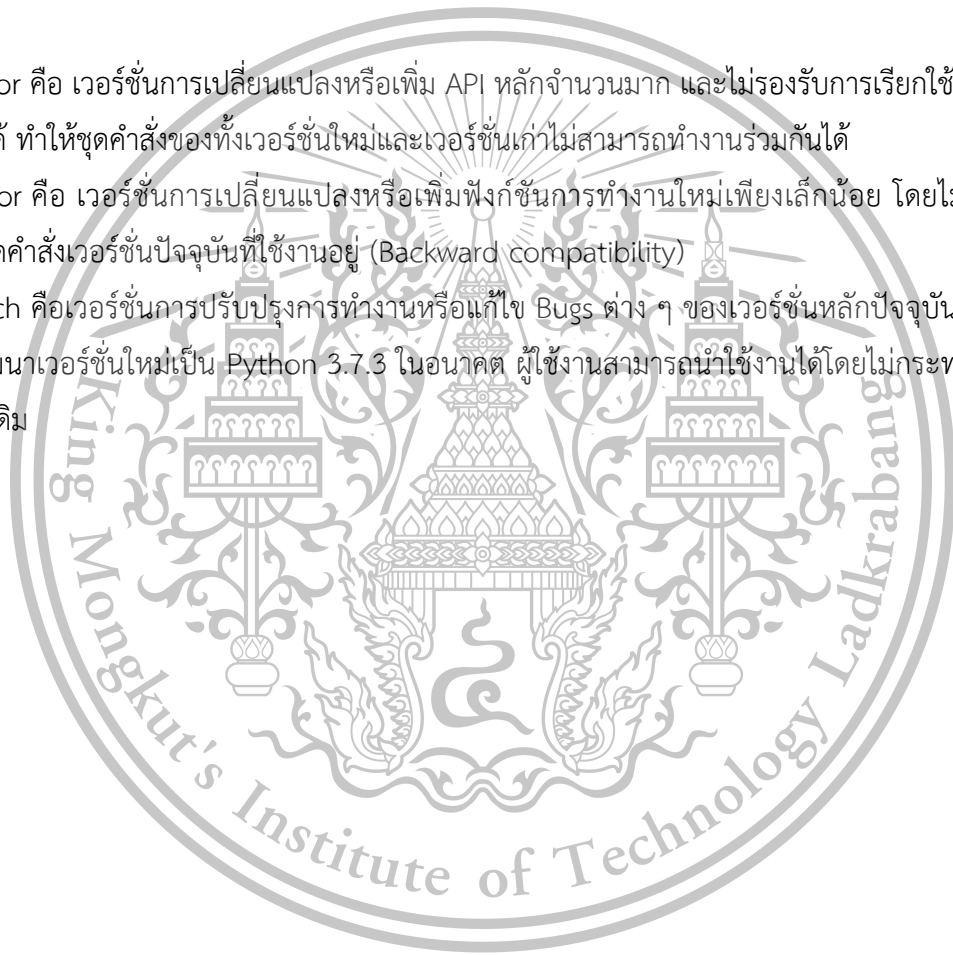 or คือ เวอร์ชั่นการเปลี่ยนแปลงหรือเพิ่ม API หลักจำนวนมาก และไม่รองรับการเรียกใช้
ทำให้ชุดคำสั่งของทั้งเวอร์ชั่นใหม่และเวอร์ชั่นเก่าไม่สามารถทำงานร่วมกันได้
or คือ เวอร์ชั่นการเปลี่ยนแปลงหรือเพิ่มฟังก์ชันการทำงานใหม่เพียงเล็กน้อย
คำสั่งเวอร์ชั่นปัจจุบันที่ใช้งานอยู่ (Backward compatibility)
ch คือเวอร์ชั่นการปรับปรุงการทำงานหรือแก้ไข Bugs ต่าง ๆ ของเวอร์ชั่นหลักปัจจุบัน
นาเวอร์ชั่นใหม่เป็น Python 3.7.3 ในอนาคต ผู้ใช้งานสามารถนำใช้งานได้โดยไม่กระ
ดิม
King Mongkut's Institute of Technology Ladkrabang